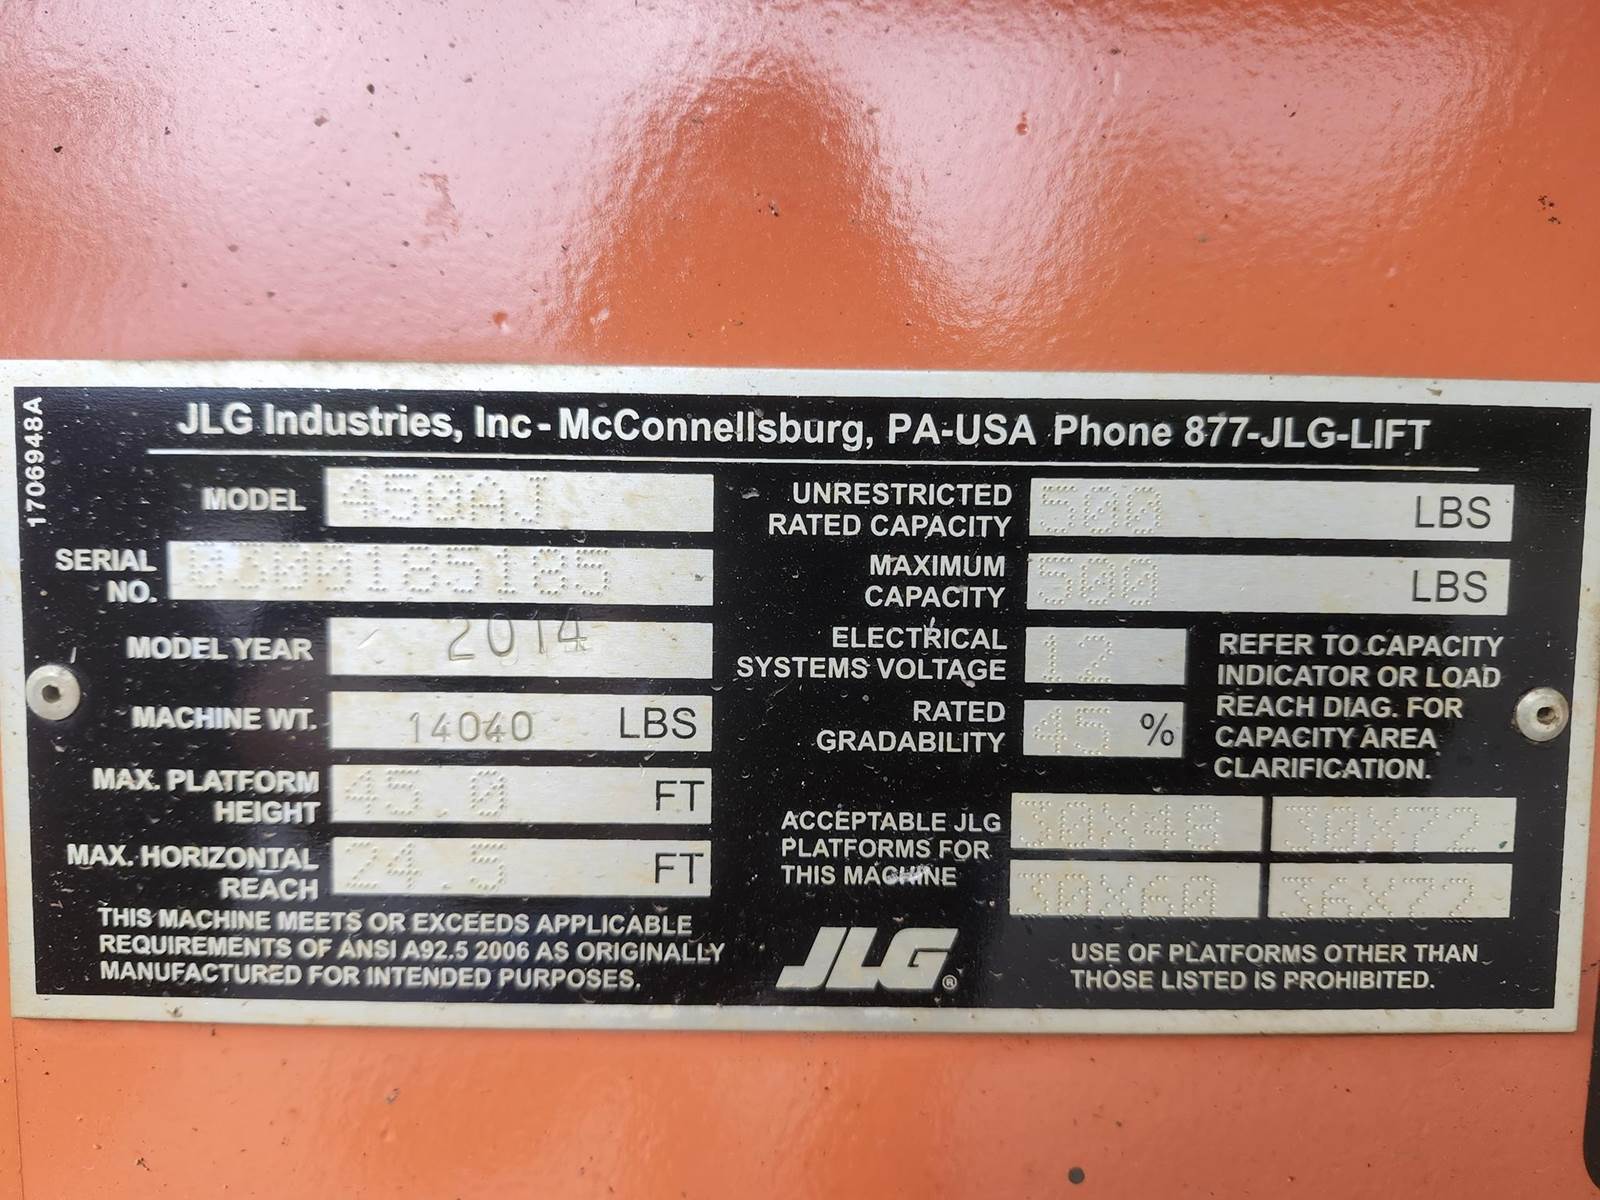 1706948A
JLG Industries, Inc - McConnellsburg, PA-USA Phone 877-JLG-LIFT
MODEL 450AJ
SERIAL NO. 0300185185
MODEL YEAR 2014
MACHINE WT. 14040 LBS
MAX. PLATFORM HEIGHT 45.0 FT
MAX. HORIZONTAL REACH 24.5 FT
THIS MACHINE MEETS OR EXCEEDS APPLICABLE
REQUIREMENTS OF ANSI A92.5 2006 AS ORIGINALLY
MANUFACTURED FOR INTENDED PURPOSES.
UNRESTRICTED RATED CAPACITY 500 LBS
MAXIMUM CAPACITY 500 LBS
ELECTRICAL SYSTEMS VOLTAGE 12
RATED GRADABILITY 45 %
REFER TO CAPACITY
INDICATOR OR LOAD
REACH DIAG. FOR
CAPACITY AREA
CLARIFICATION.
ACCEPTABLE JLG
PLATFORMS FOR
THIS MACHINE
30X48 30X72
30X60 36X72
JLG®
USE OF PLATFORMS OTHER THAN
THOSE LISTED IS PROHIBITED.